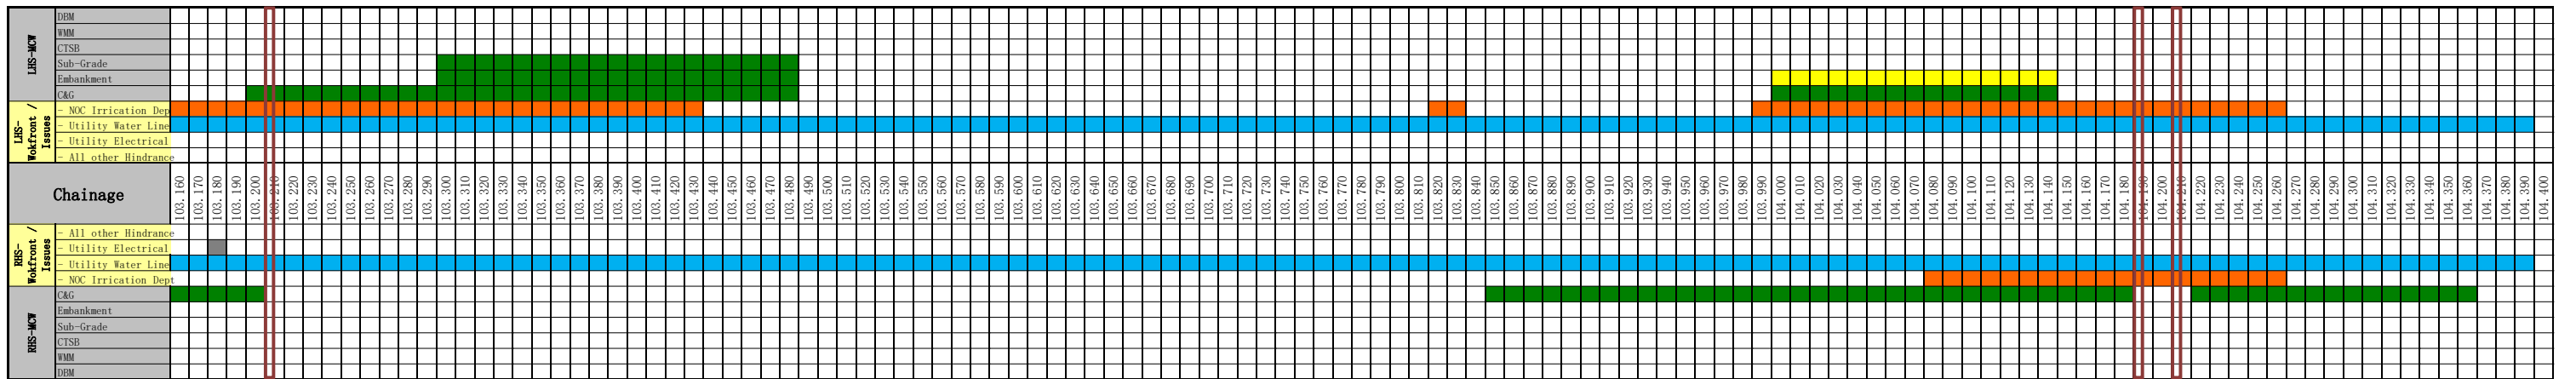 LHS-MCW
DBM
WMM
CTSB
Sub-Grade
Embankment
C&G
LHS-
Wokfront /
Issues
- NOC Irrication Dep
- Utility Water Line
- Utility Electrical
- All other Hindrance
Chainage
103.160 103.170 103.180 103.190 103.200 103.210 103.220 103.230 103.240 103.250 103.260 103.270 103.280 103.290 103.300 103.310 103.320 103.330 103.340 103.350 103.360 103.370 103.380 103.390 103.400 103.410 103.420 103.430 103.440 103.450 103.460 103.470 103.480 103.490 103.500 103.510 103.520 103.530 103.540 103.550 103.560 103.570 103.580 103.590 103.600 103.610 103.620 103.630 103.640 103.650 103.660 103.670 103.680 103.690 103.700 103.710 103.720 103.730 103.740 103.750 103.760 103.770 103.780 103.790 103.800 103.810 103.820 103.830 103.840 103.850 103.860 103.870 103.880 103.890 103.900 103.910 103.920 103.930 103.940 103.950 103.960 103.970 103.980 103.990 104.000 104.010 104.020 104.030 104.040 104.050 104.060 104.070 104.080 104.090 104.100 104.110 104.120 104.130 104.140 104.150 104.160 104.170 104.180 104.190 104.200 104.210 104.220 104.230 104.240 104.250 104.260 104.270 104.280 104.290 104.300 104.310 104.320 104.330 104.340 104.350 104.360 104.370 104.380 104.390 104.400
RHS-
Wokfront /
Issues
- All other Hindrance
- Utility Electrical
- Utility Water Line
- NOC Irrication Dept
RHS-MCW
C&G
Embankment
Sub-Grade
CTSB
WMM
DBM